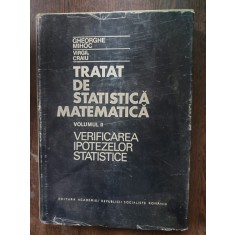 GHEORGHE
MIHOC
VIRGIL
CRAIU
TRATAT
DE
STATISTICĂ
MATEMATICĂ
VOLUMUL II
VERIFICAREA
IPOTEZELOR
STATISTICE
EDITURA ACADEMIEI REPUBLICII SOCIALISTE ROMÂNIA